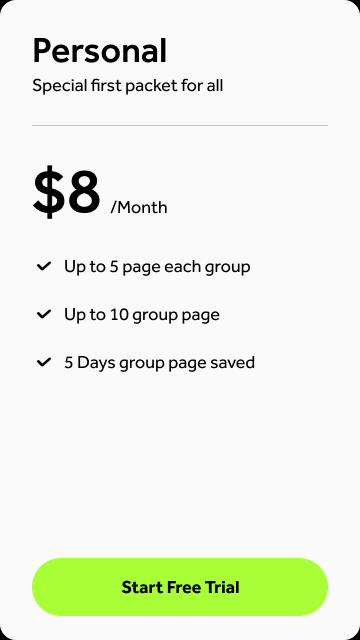 Personal
Special first packet for all
$8 /Month
Up to 5 page each group
Up to 10 group page
5 Days group page saved
Start Free Trial